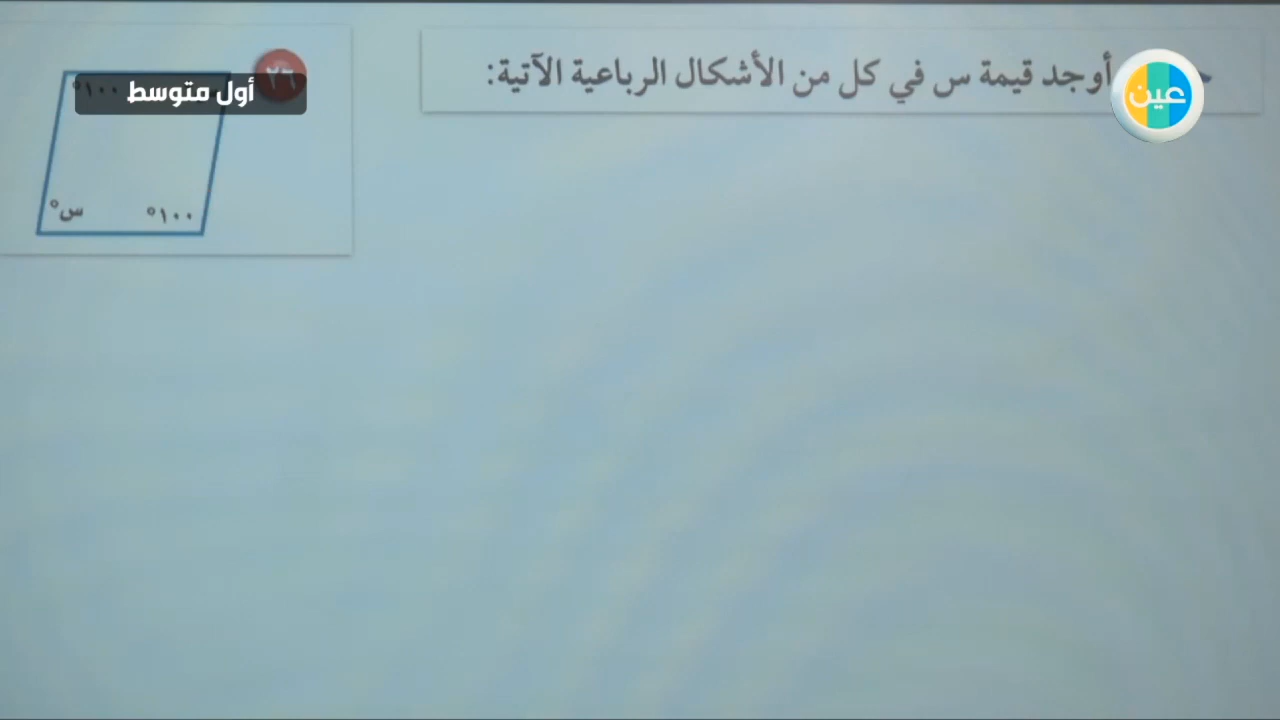 أوجد قيمة س في كل من الأشكال الرباعية الآتية:
عين
٢٦
أول متوسط
١٠٠°
س°
١٠٠°